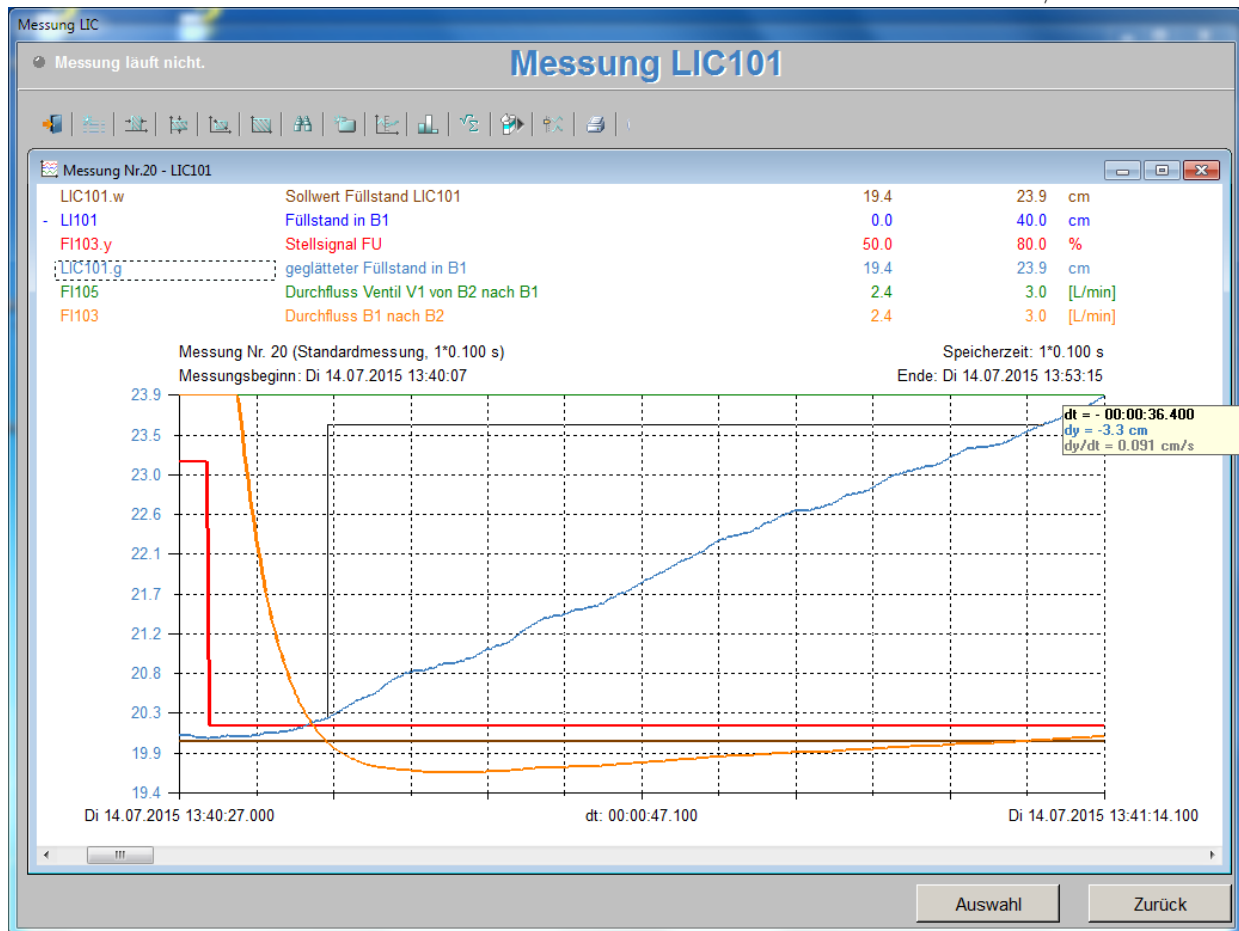 Messung LIC
Messung läuft nicht.
Messung LIC101
Messung Nr.20 - LIC101
LIC101.w Sollwert Füllstand LIC101 19.4 23.9 cm
- LI101 Füllstand in B1 0.0 40.0 cm
FI103.y Stellsignal FU 50.0 80.0 %
LIC101.g geglätteter Füllstand in B1 19.4 23.9 cm
FI105 Durchfluss Ventil V1 von B2 nach B1 2.4 3.0 [L/min]
FI103 Durchfluss B1 nach B2 2.4 3.0 [L/min]
Messung Nr. 20 (Standardmessung, 1*0.100 s) Speicherzeit: 1*0.100 s
Messungsbeginn: Di 14.07.2015 13:40:07 Ende: Di 14.07.2015 13:53:15
23.9
dt = - 00:00:36.400
dy = -3.3 cm
dy/dt = 0.091 cm/s
23.5
23.0
22.6
22.1
21.7
21.2
20.8
20.3
19.9
19.4
Di 14.07.2015 13:40:27.000 dt: 00:00:47.100 Di 14.07.2015 13:41:14.100
Auswahl Zurück